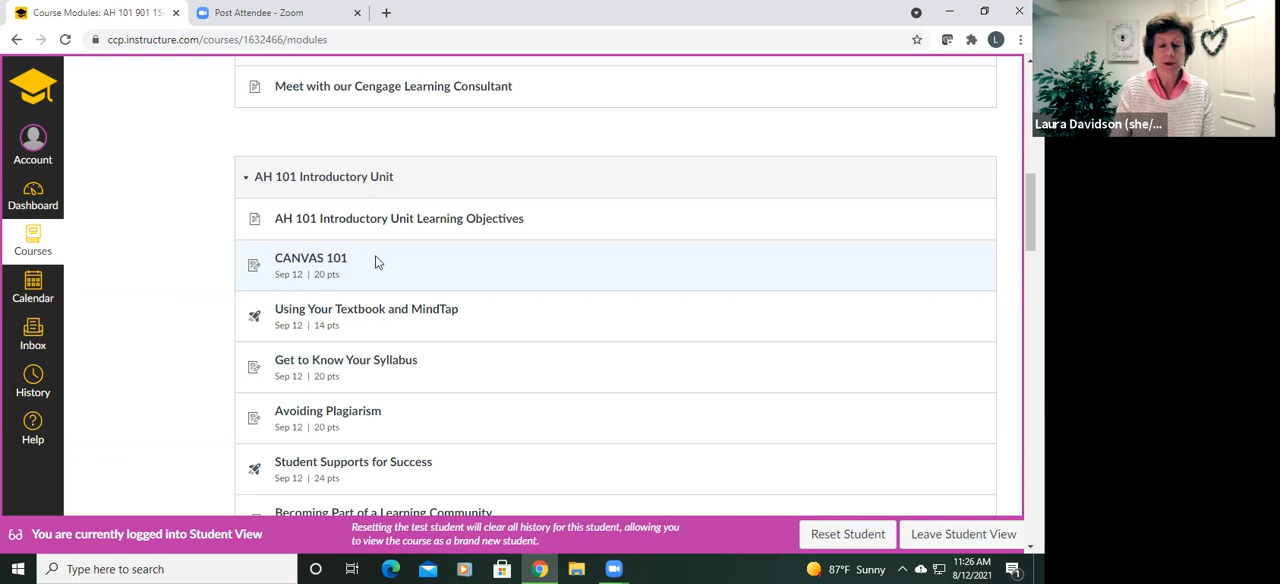 Course Modules: AH 101 901 15
Post Attendee - Zoom
ccp.instructure.com/courses/1632466/modules
L
Meet with our Cengage Learning Consultant
Laura Davidson (she/...
AH 101 Introductory Unit
AH 101 Introductory Unit Learning Objectives
CANVAS 101
Sep 12 | 20 pts
Using Your Textbook and MindTap
Sep 12 | 14 pts
Get to Know Your Syllabus
Sep 12 | 20 pts
Avoiding Plagiarism
Sep 12 | 20 pts
Student Supports for Success
Sep 12 | 24 pts
Becoming Part of a Learning Community
Account
Dashboard
Courses
Calendar
Inbox
History
Help
You are currently logged into Student View
Resetting the test student will clear all history for this student, allowing you
to view the course as a brand new student.
Reset Student
Leave Student View
Type here to search
87°F Sunny
11:26 AM
8/12/2021
1